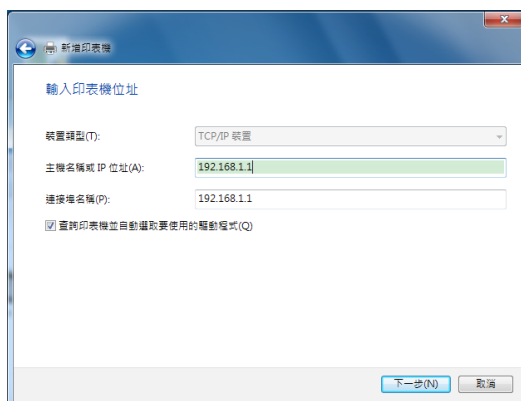 新增印表機
輸入印表機位址
裝置類型(T): TCP/IP 裝置
主機名稱或 IP 位址(A): 192.168.1.1
連接埠名稱(P): 192.168.1.1
查詢印表機並自動選取要使用的驅動程式(Q)
下一步(N) 取消